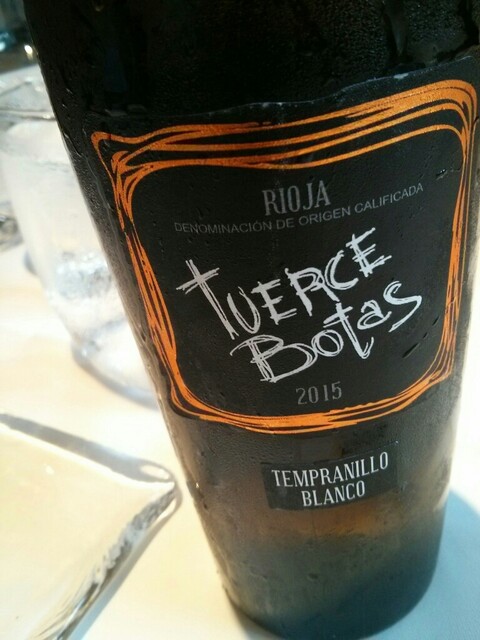 RIOJA
DENOMINACIÓN DE ORIGEN CALIFICADA
TUERCE
Botas
2015
TEMPRANILLO
BLANCO